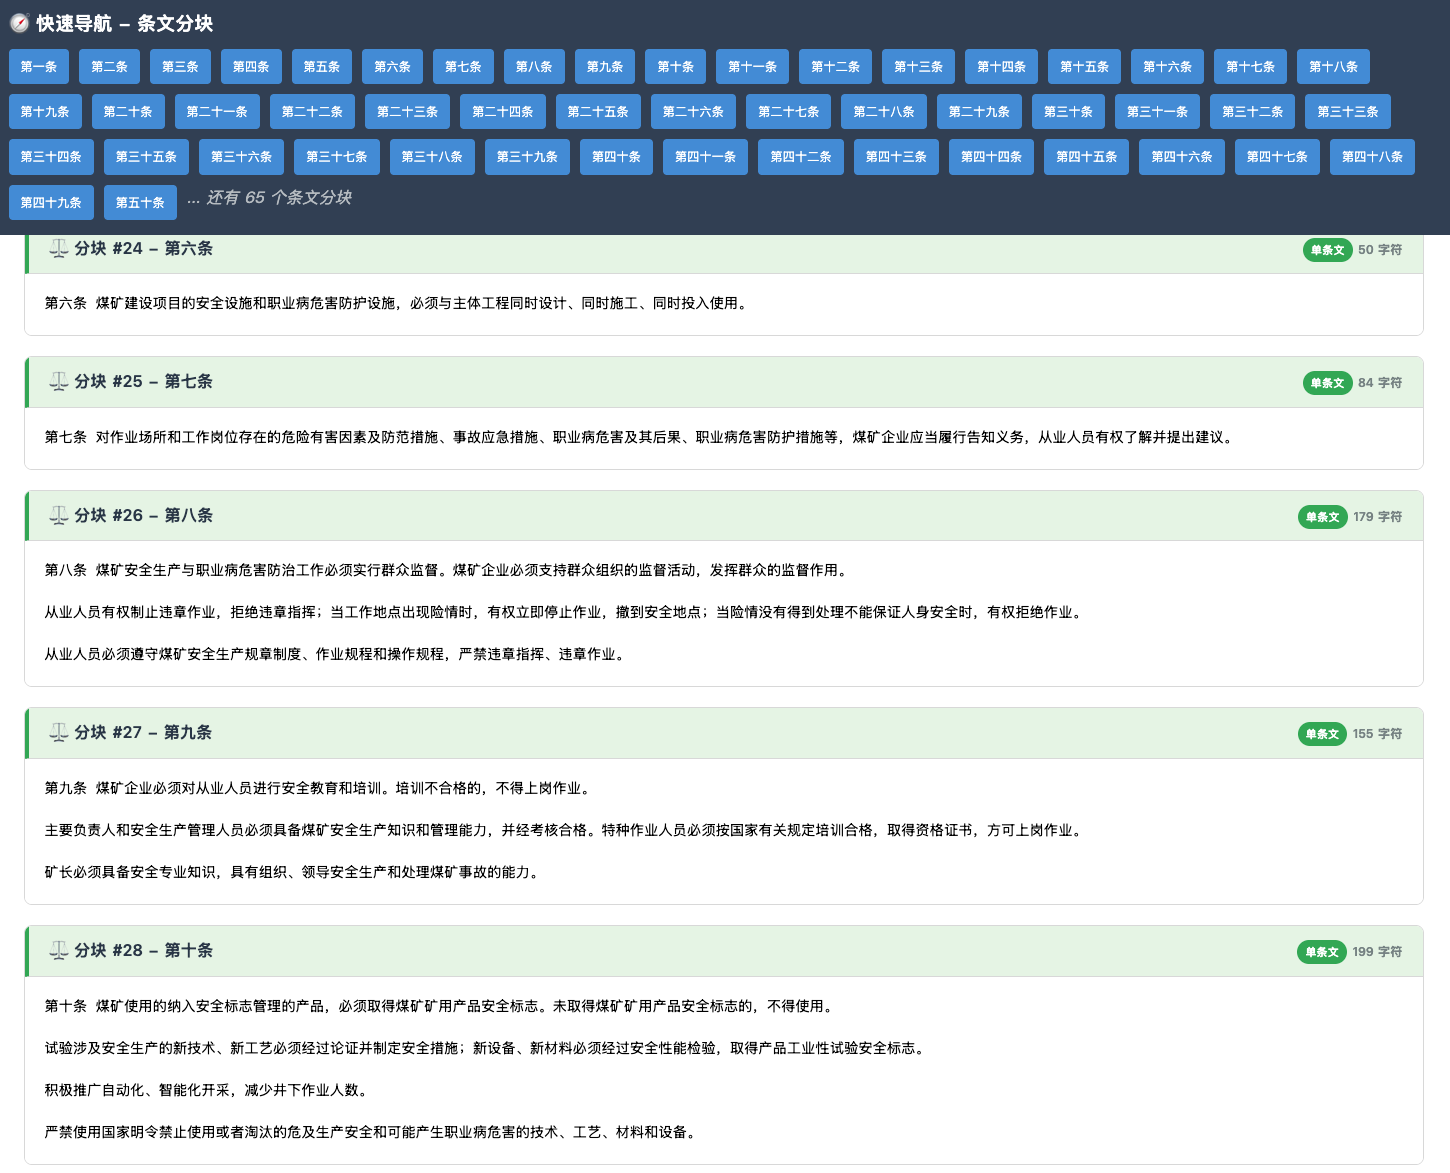 快速导航 – 条文分块
第一条 第二条 第三条 第四条 第五条 第六条 第七条 第八条 第九条 第十条 第十一条 第十二条 第十三条 第十四条 第十五条 第十六条 第十七条 第十八条
第十九条 第二十条 第二十一条 第二十二条 第二十三条 第二十四条 第二十五条 第二十六条 第二十七条 第二十八条 第二十九条 第三十条 第三十一条 第三十二条 第三十三条
第三十四条 第三十五条 第三十六条 第三十七条 第三十八条 第三十九条 第四十条 第四十一条 第四十二条 第四十三条 第四十四条 第四十五条 第四十六条 第四十七条 第四十八条
第四十九条 第五十条 ... 还有 65 个条文分块
分块 #24 – 第六条 单条文 50 字符
第六条 煤矿建设项目的安全设施和职业病危害防护设施，必须与主体工程同时设计、同时施工、同时投入使用。
分块 #25 – 第七条 单条文 84 字符
第七条 对作业场所和工作岗位存在的危险有害因素及防范措施、事故应急措施、职业病危害及其后果、职业病危害防护措施等，煤矿企业应当履行告知义务，从业人员有权了解并提出建议。
分块 #26 – 第八条 单条文 179 字符
第八条 煤矿安全生产与职业病危害防治工作必须实行群众监督。煤矿企业必须支持群众组织的监督活动，发挥群众的监督作用。
从业人员有权制止违章作业，拒绝违章指挥；当工作地点出现险情时，有权立即停止作业，撤到安全地点；当险情没有得到处理不能保证人身安全时，有权拒绝作业。
从业人员必须遵守煤矿安全生产规章制度、作业规程和操作规程，严禁违章指挥、违章作业。
分块 #27 – 第九条 单条文 155 字符
第九条 煤矿企业必须对从业人员进行安全教育和培训。培训不合格的，不得上岗作业。
主要负责人和安全生产管理人员必须具备煤矿安全生产知识和管理能力，并经考核合格。特种作业人员必须按国家有关规定培训合格，取得资格证书，方可上岗作业。
矿长必须具备安全专业知识，具有组织、领导安全生产和处理煤矿事故的能力。
分块 #28 – 第十条 单条文 199 字符
第十条 煤矿使用的纳入安全标志管理的产品，必须取得煤矿矿用产品安全标志。未取得煤矿矿用产品安全标志的，不得使用。
试验涉及安全生产的新技术、新工艺必须经过论证并制定安全措施；新设备、新材料必须经过安全性能检验，取得产品工业性试验安全标志。
积极推广自动化、智能化开采，减少井下作业人数。
严禁使用国家明令禁止使用或者淘汰的危及生产安全和可能产生职业病危害的技术、工艺、材料和设备。